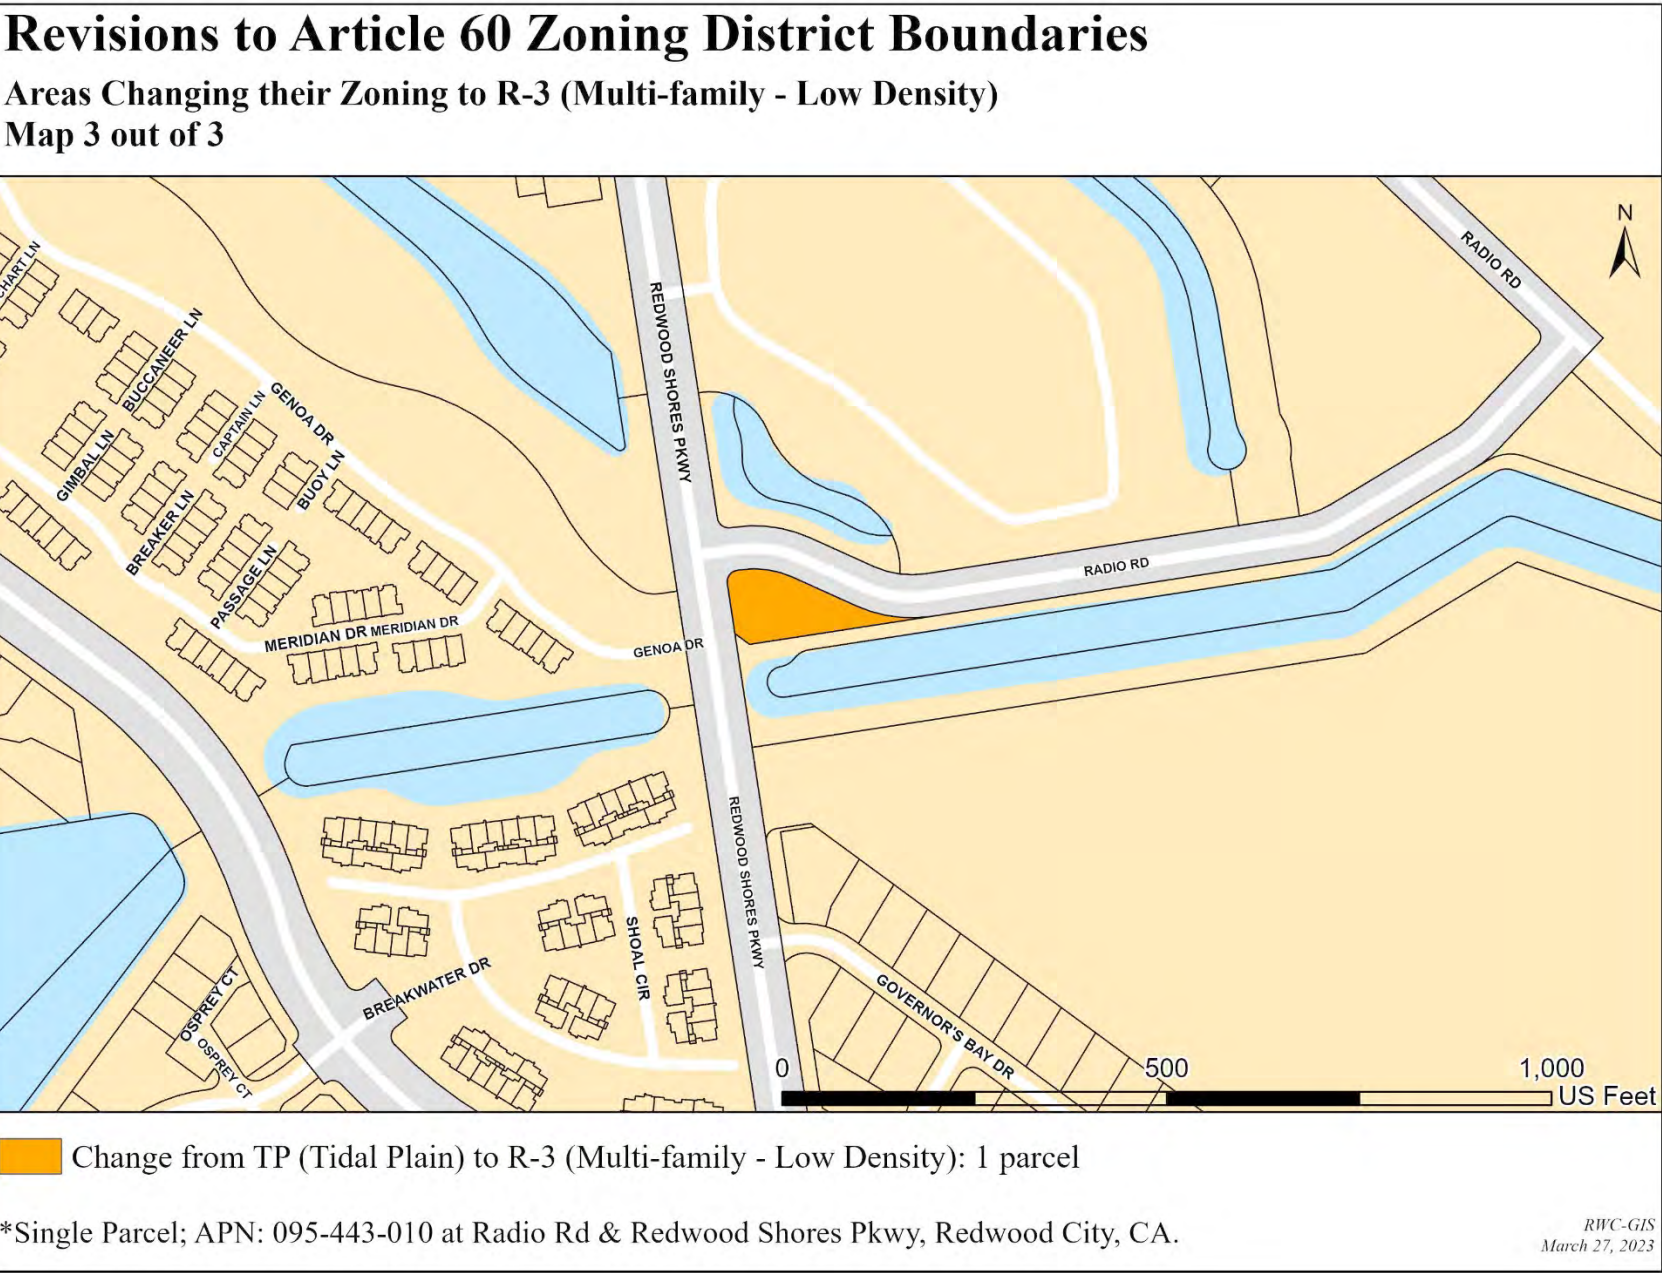 Revisions to Article 60 Zoning District Boundaries
Areas Changing their Zoning to R-3 (Multi-family - Low Density)
Map 3 out of 3
N
RADIO RD
CHART LN
REDWOOD SHORES PKWY
BUCCANEER LN
GENOA DR
CAPTAIN LN
GIMBAL LN
BUOY LN
BREAKER LN
PASSAGE LN
RADIO RD
MERIDIAN DR
MERIDIAN DR
GENOA DR
REDWOOD SHORES PKWY
SHOAL CIR
BREAKWATER DR
OSPREY CT
OSPREY CT
GOVERNOR'S BAY DR
0 500 1,000
US Feet
Change from TP (Tidal Plain) to R-3 (Multi-family - Low Density): 1 parcel
*Single Parcel; APN: 095-443-010 at Radio Rd & Redwood Shores Pkwy, Redwood City, CA.
RWC-GIS
March 27, 2023